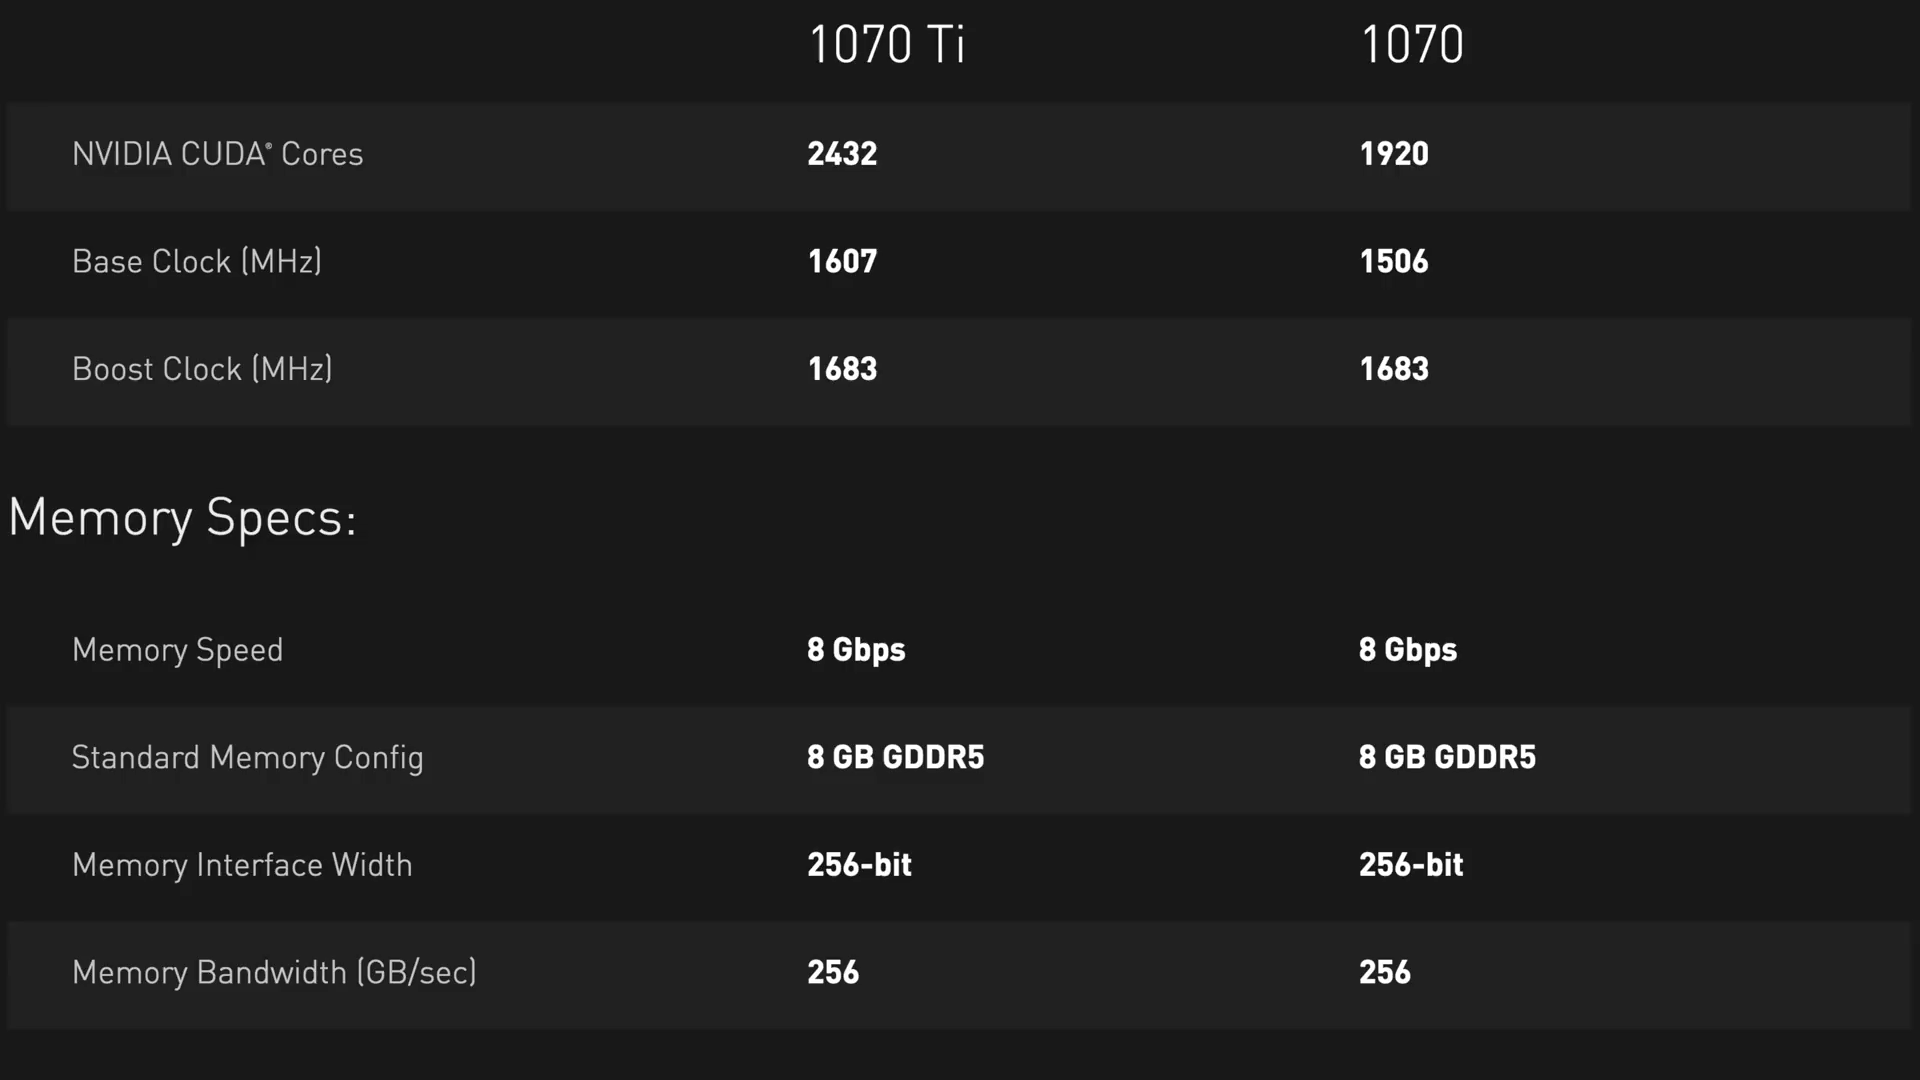 1070 Ti 1070
NVIDIA CUDA® Cores 2432 1920
Base Clock (MHz) 1607 1506
Boost Clock (MHz) 1683 1683
Memory Specs:
Memory Speed 8 Gbps 8 Gbps
Standard Memory Config 8 GB GDDR5 8 GB GDDR5
Memory Interface Width 256-bit 256-bit
Memory Bandwidth (GB/sec) 256 256